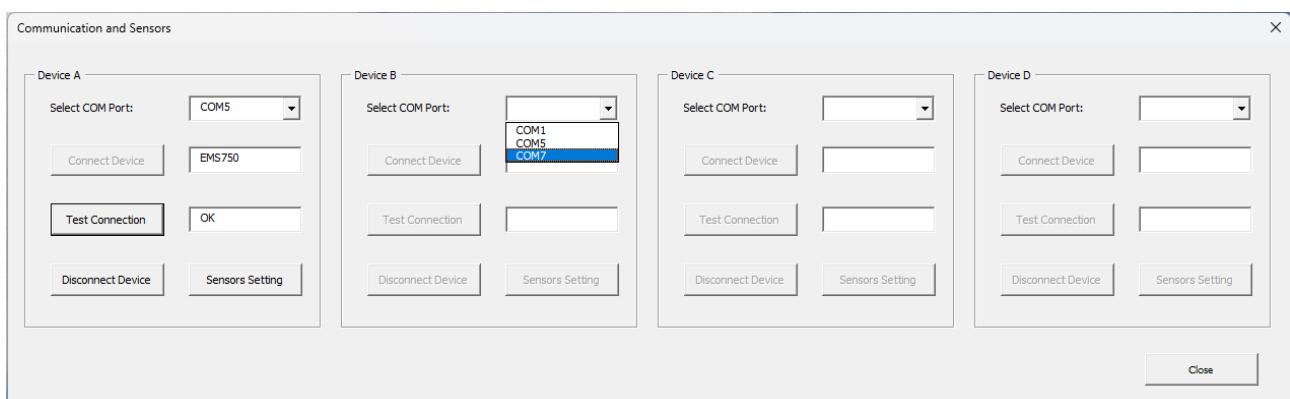 Communication and Sensors
Device A
Select COM Port:
COM5
Connect Device
EMS750
Test Connection
OK
Disconnect Device
Sensors Setting
Device B
Select COM Port:
COM1
COM5
COM7
Connect Device
Test Connection
Disconnect Device
Sensors Setting
Device C
Select COM Port:
Connect Device
Test Connection
Disconnect Device
Sensors Setting
Device D
Select COM Port:
Connect Device
Test Connection
Disconnect Device
Sensors Setting
Close